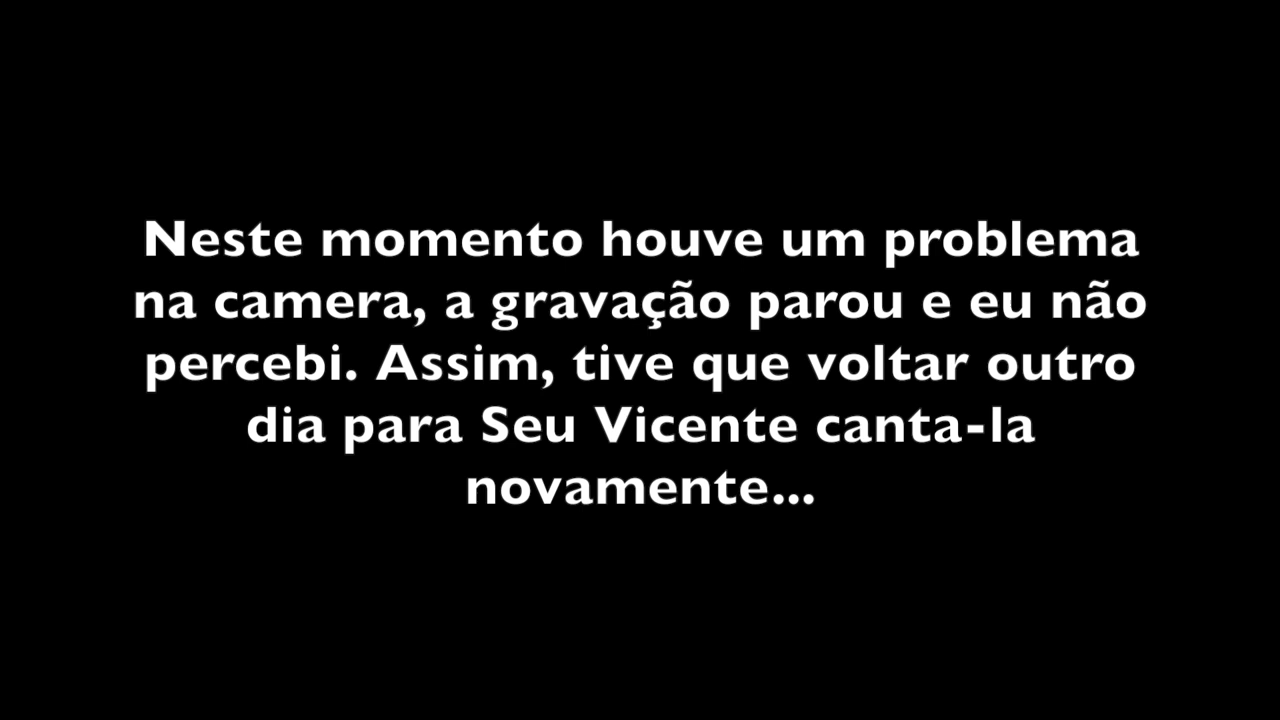 Neste momento houve um problema
na camera, a gravação parou e eu não
percebi. Assim, tive que voltar outro
dia para Seu Vicente canta-la
novamente...